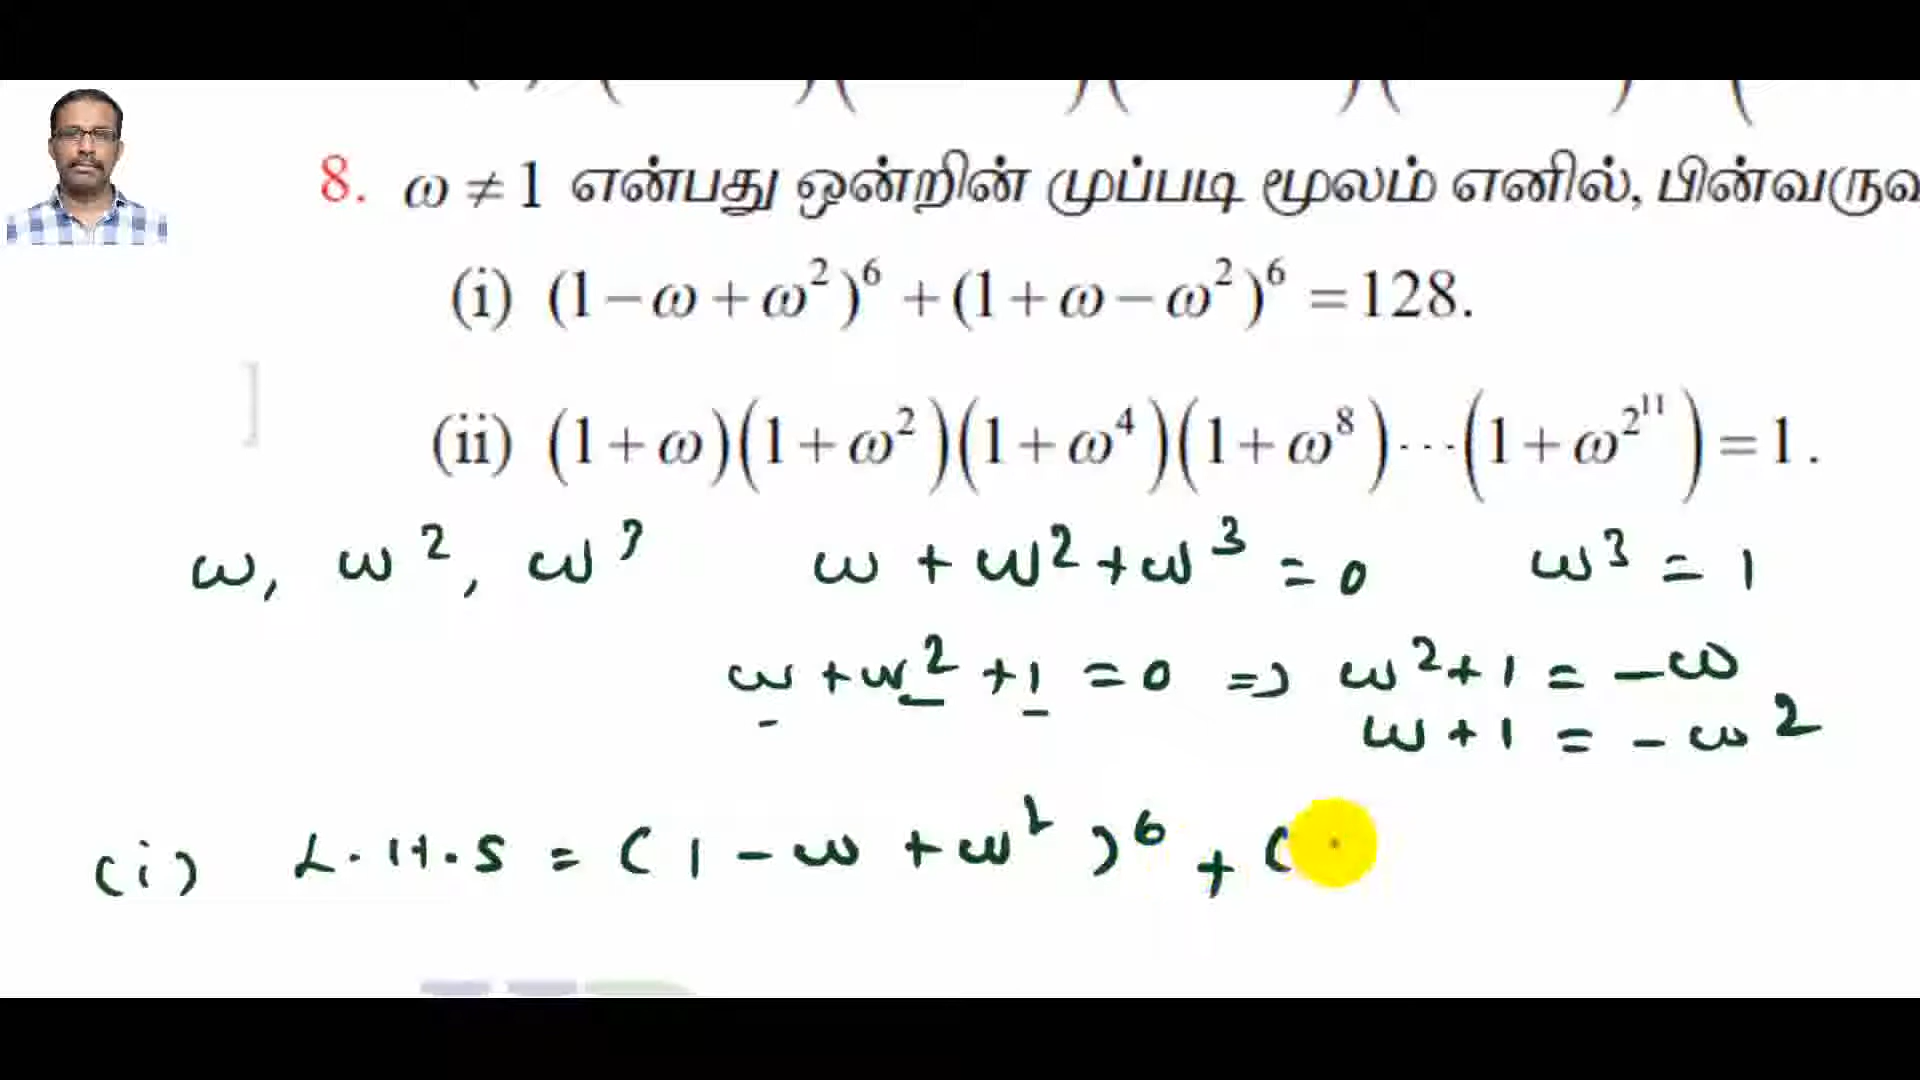 8. ω ≠ 1 என்பது ஒன்றின் முப்படி மூலம் எனில்,
(i) (1−ω+ω²)⁶ + (1+ω−ω²)⁶ = 128.
(ii) (1+ω)(1+ω²)(1+ω⁴)(1+ω⁸)⋯(1+ω^(2^11)) = 1.
ω, ω², ω³ ω + ω² + ω³ = 0 ω³ = 1
ω + ω² + 1 = 0 ⇒ ω² + 1 = −ω
ω + 1 = −ω²
(i) L.H.S = (1 − ω + ω²)⁶ + (